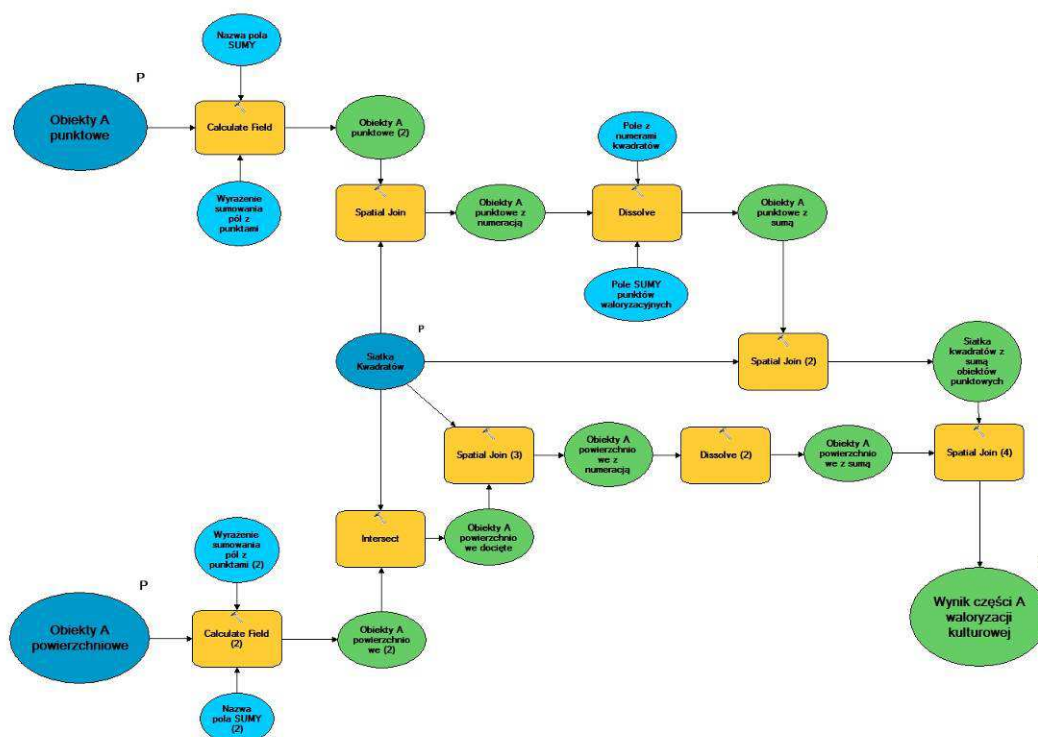 Nazwa pola
SUMY
P
Obiekty A
punktowe
Calculate Field
Obiekty A
punktowe (2)
Pole z
numerami
kwadratów
Wyrażenie
sumowania
pól z
punktami
Spatial Join
Obiekty A
punktowe z
numeracją
Dissolve
Obiekty A
punktowe z
sumą
Pole SUMY
punktów
waloryzacyjnych
P
Siatka
Kwadratów
Spatial Join (2)
Siatka
kwadratów z
sumą
obiektów
punktowych
Spatial Join (3)
Obiekty A
powierzchnio
we z
numeracją
Dissolve (2)
Obiekty A
powierzchnio
we z sumą
Spatial Join (4)
Wyrażenie
sumowania
pól z
punktami (2)
Intersect
Obiekty A
powierzchnio
we docięte
P
Obiekty A
powierzchniowe
Calculate Field
(2)
Obiekty A
powierzchnio
we (2)
Wynik części A
waloryzacji
kulturowej
Nazwa
pola SUMY
(2)